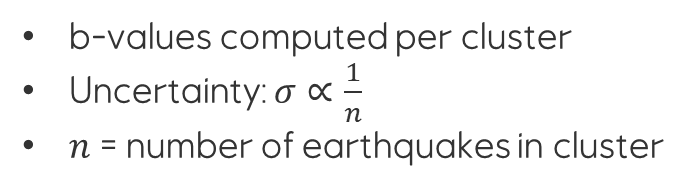 • b-values computed per cluster
• Uncertainty: σ ∝ 1/n
• n = number of earthquakes in cluster